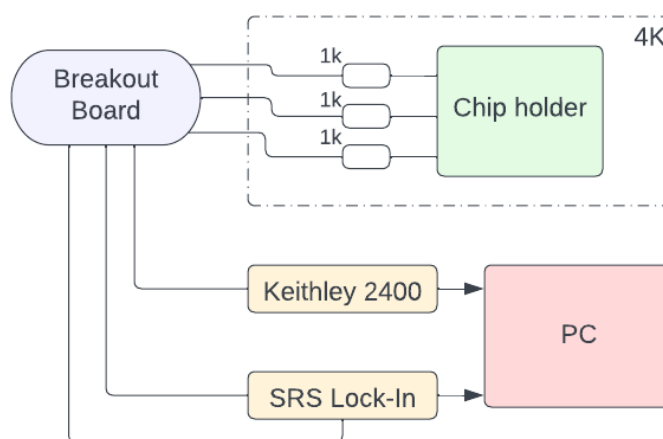 4K
1k
Breakout
Board
1k
Chip holder
1k
Keithley 2400
PC
SRS Lock-In